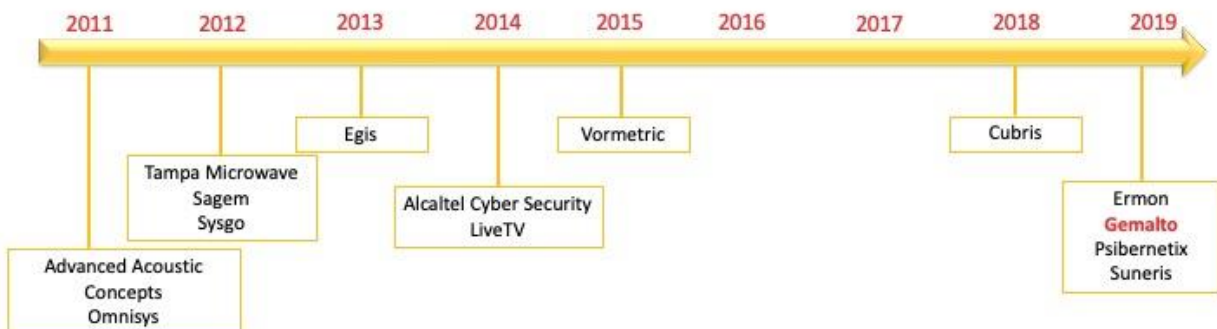 2011 2012 2013 2014 2015 2016 2017 2018 2019
Egis
Vormetric
Cubris
Tampa Microwave
Sagem
Sysgo
Alcaltel Cyber Security
LiveTV
Ermon
Gemalto
Psibernetix
Suneris
Advanced Acoustic
Concepts
Omnisys